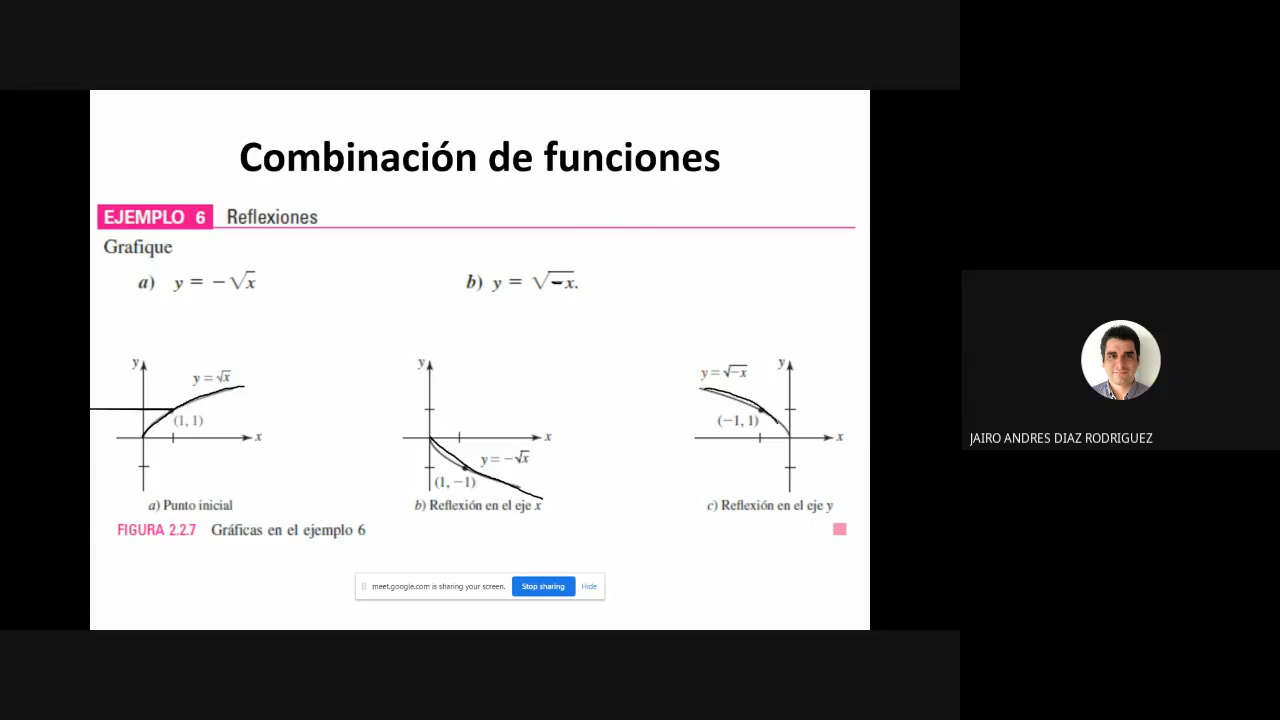 Combinación de funciones
EJEMPLO 6 Reflexiones
Grafique
a) y = −√x b) y = √−x.
y y = √x (1, 1) x
y y = −√x (1, −1) x
y = √−x y (−1, 1) x
a) Punto inicial b) Reflexión en el eje x c) Reflexión en el eje y
FIGURA 2.2.7 Gráficas en el ejemplo 6
meet.google.com is sharing your screen. Stop sharing Hide
JAIRO ANDRES DIAZ RODRIGUEZ